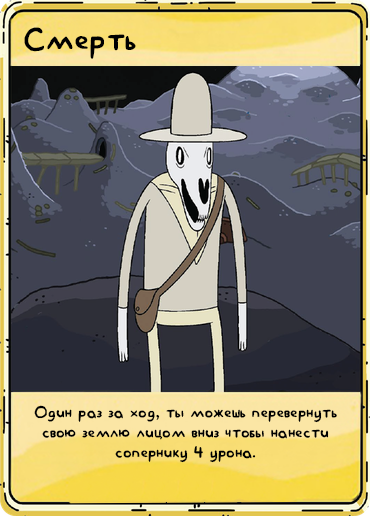 Смерть
Один раз за ход, ты можешь перевернуть
свою землю лицом вниз чтобы нанести
сопернику 4 урона.